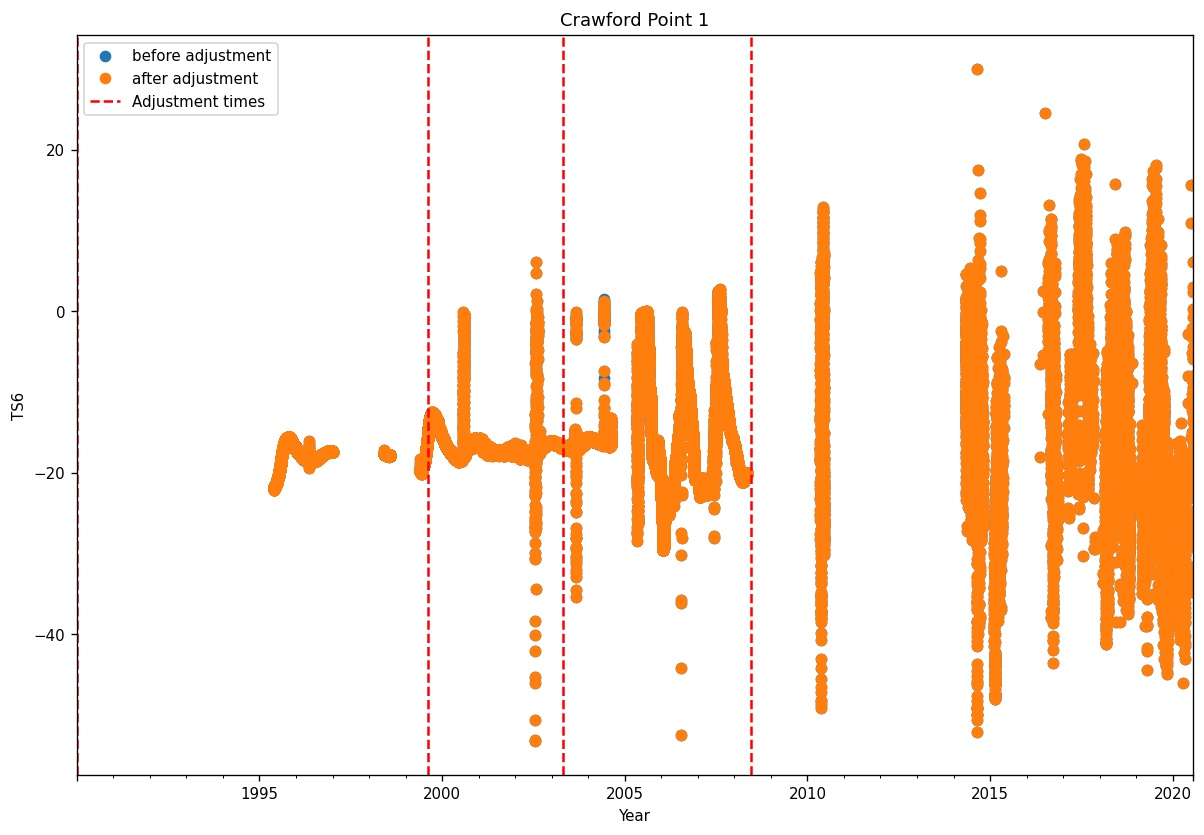 Crawford Point 1
before adjustment
after adjustment
Adjustment times
TS6
20
0
−20
−40
1995
2000
2005
2010
2015
2020
Year